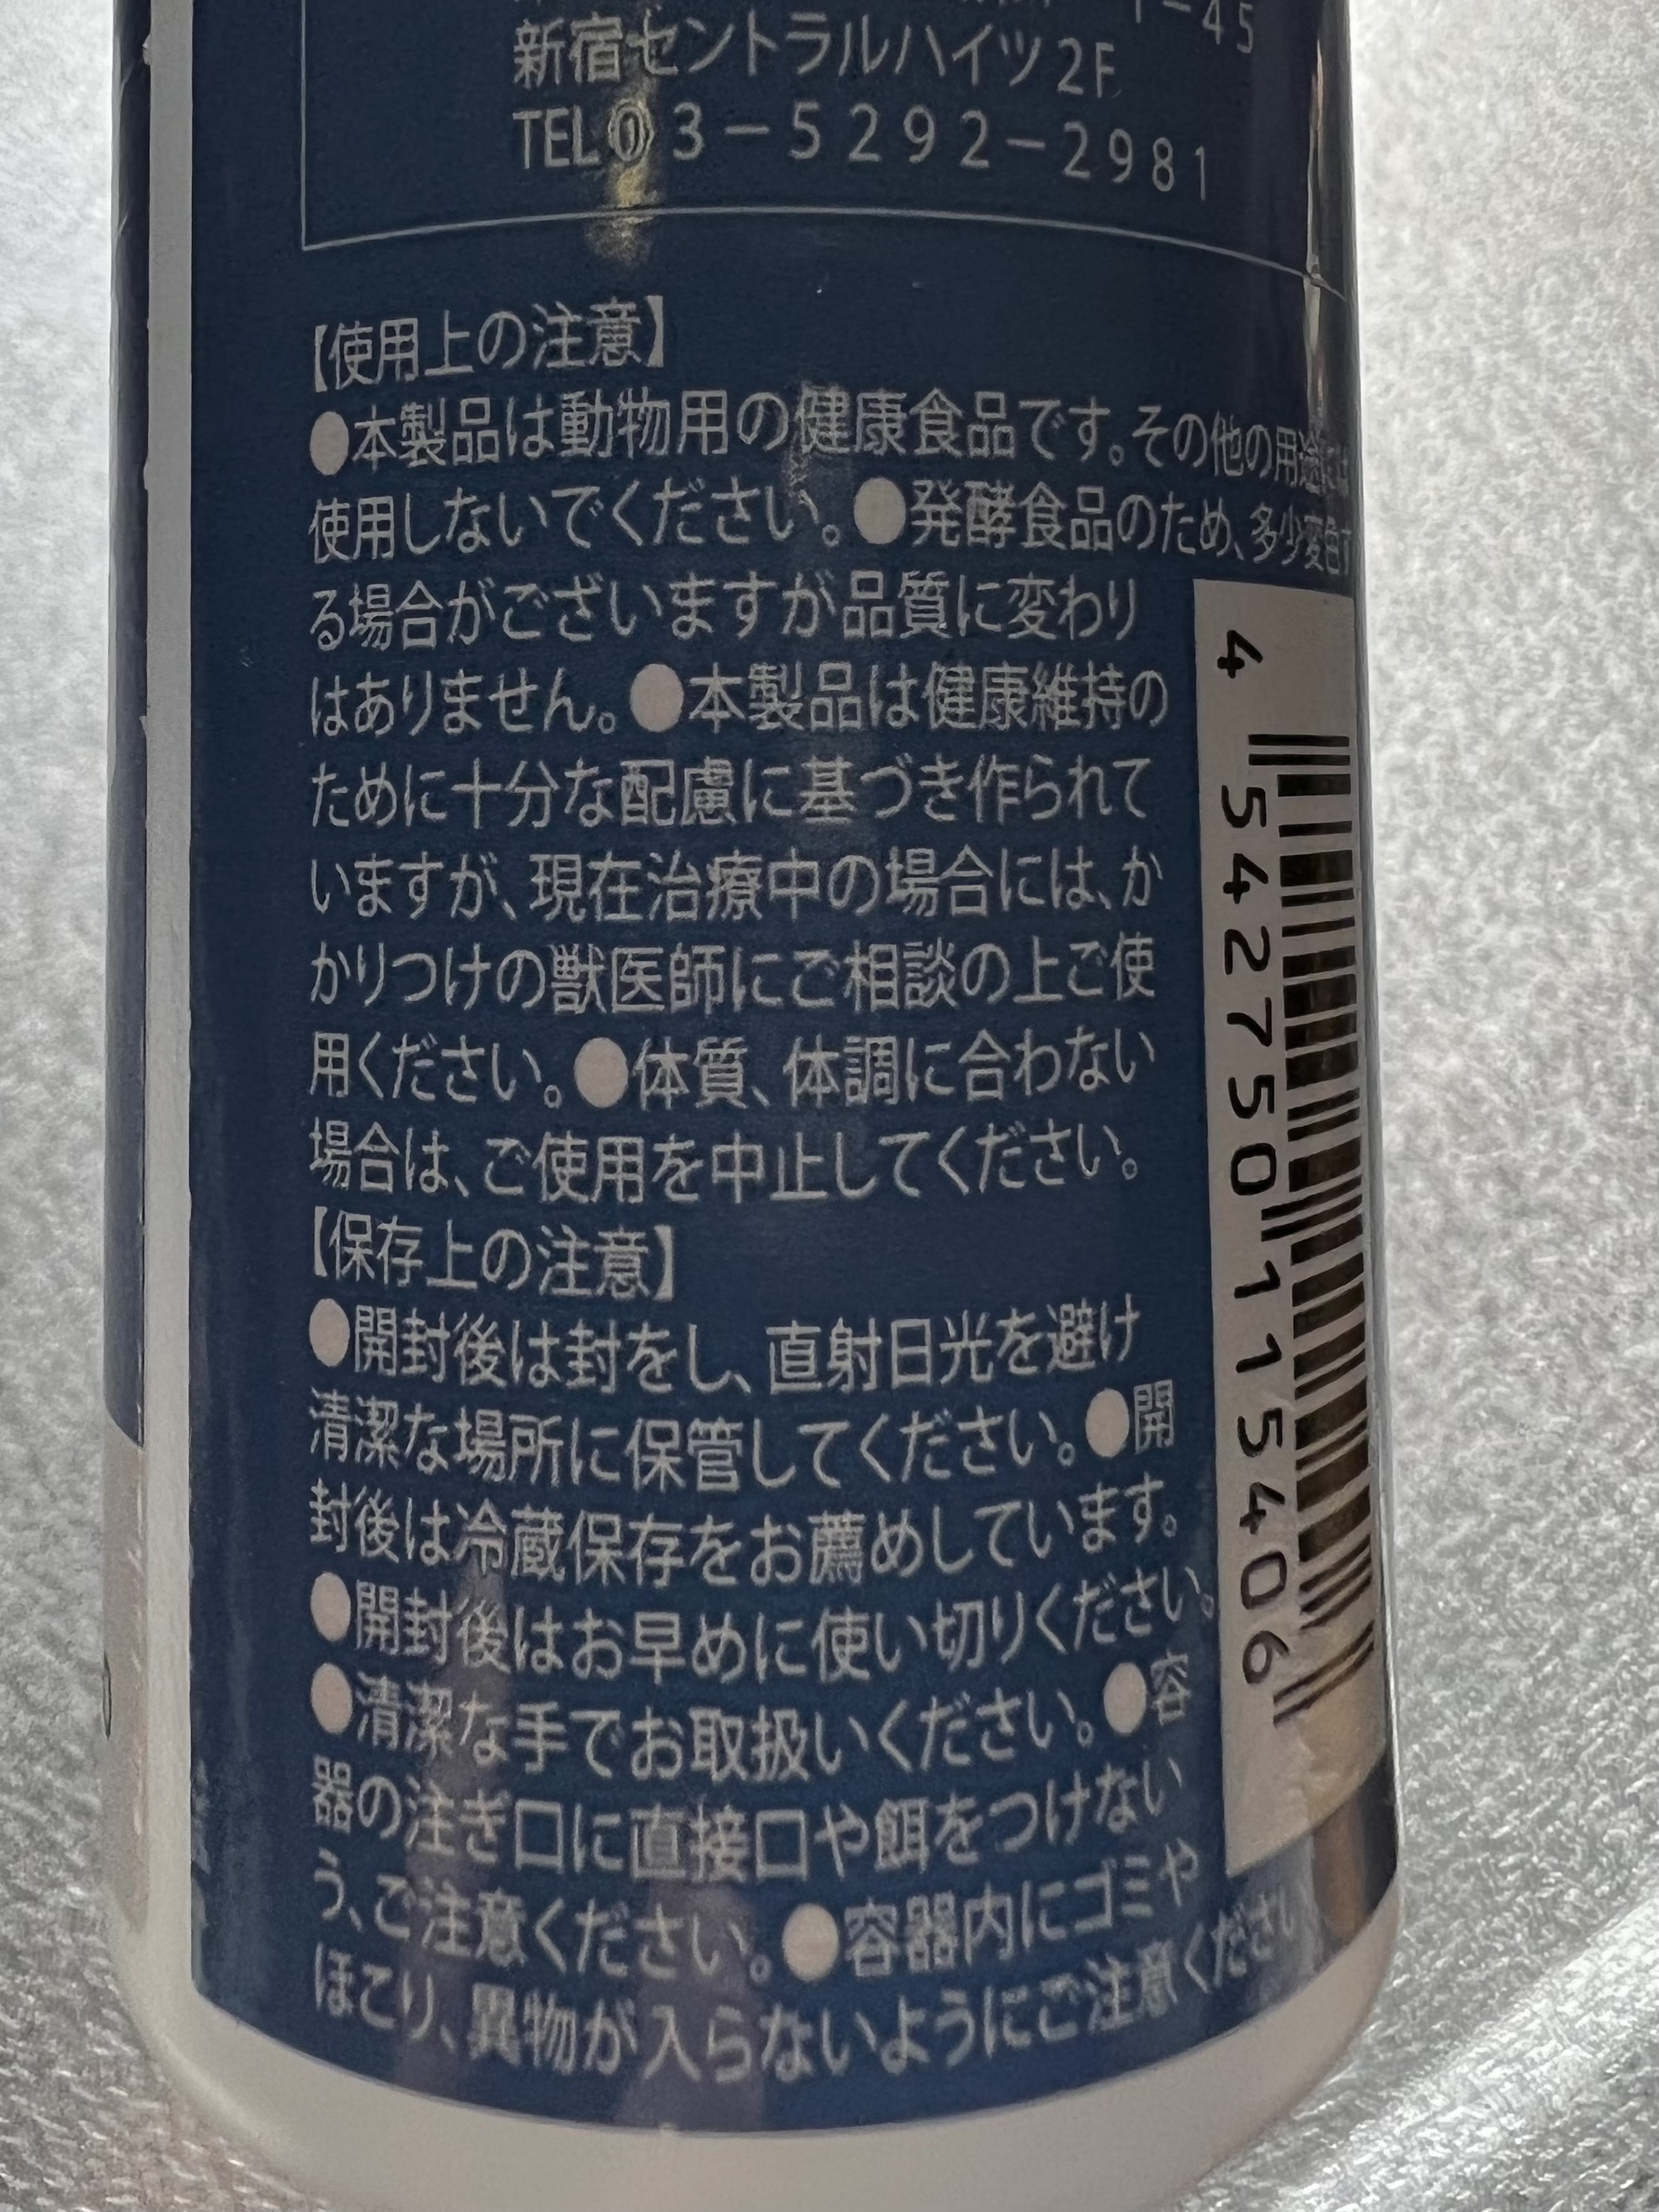 1-45
新宿セントラルハイツ2F
TEL03-5292-2981
【使用上の注意】
●本製品は動物用の健康食品です。その他の用途には
使用しないでください。●発酵食品のため、多少変色す
る場合がございますが品質に変わり
はありません。●本製品は健康維持の
ために十分な配慮に基づき作られて
いますが、現在治療中の場合には、か
かりつけの獣医師にご相談の上ご使
用ください。●体質、体調に合わない
場合は、ご使用を中止してください。
【保存上の注意】
●開封後は封をし、直射日光を避け
清潔な場所に保管してください。●開
封後は冷蔵保存をお薦めしています。
●開封後はお早めに使い切りください。
●清潔な手でお取扱いください。●容
器の注ぎ口に直接口や餌をつけない
う、ご注意ください。●容器内にゴミや
ほこり、異物が入らないようにご注意ください
4 542750 115406